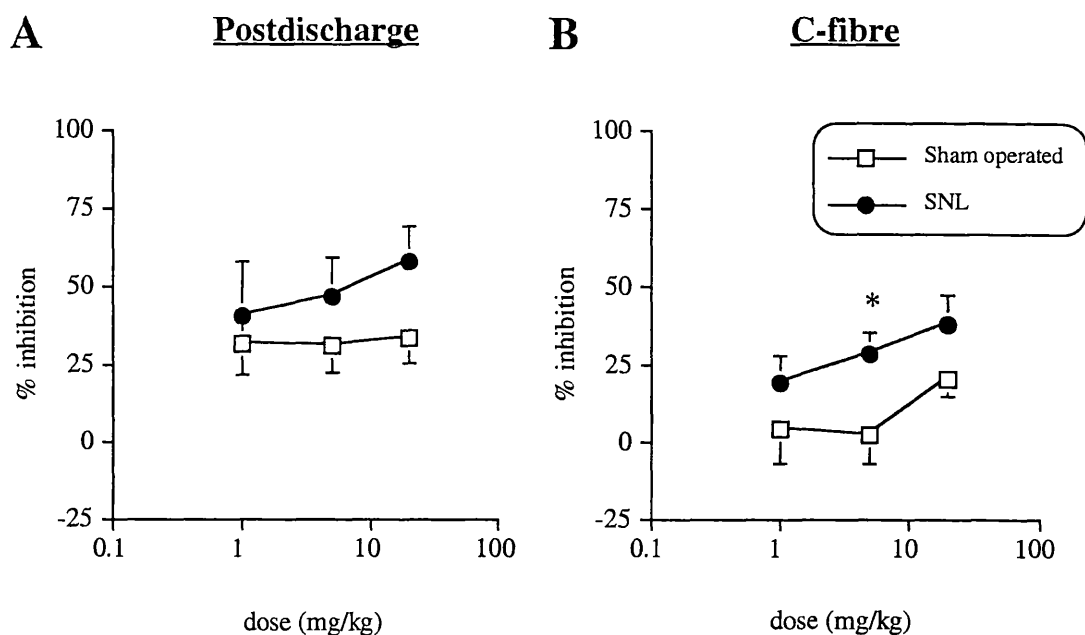 A Postdischarge
B C-fibre
Sham operated
SNL
100
75
50
25
0
-25
% inhibition
0.1 1 10 100
dose (mg/kg)
100
75
50
25
0
-25
% inhibition
*
0.1 1 10 100
dose (mg/kg)